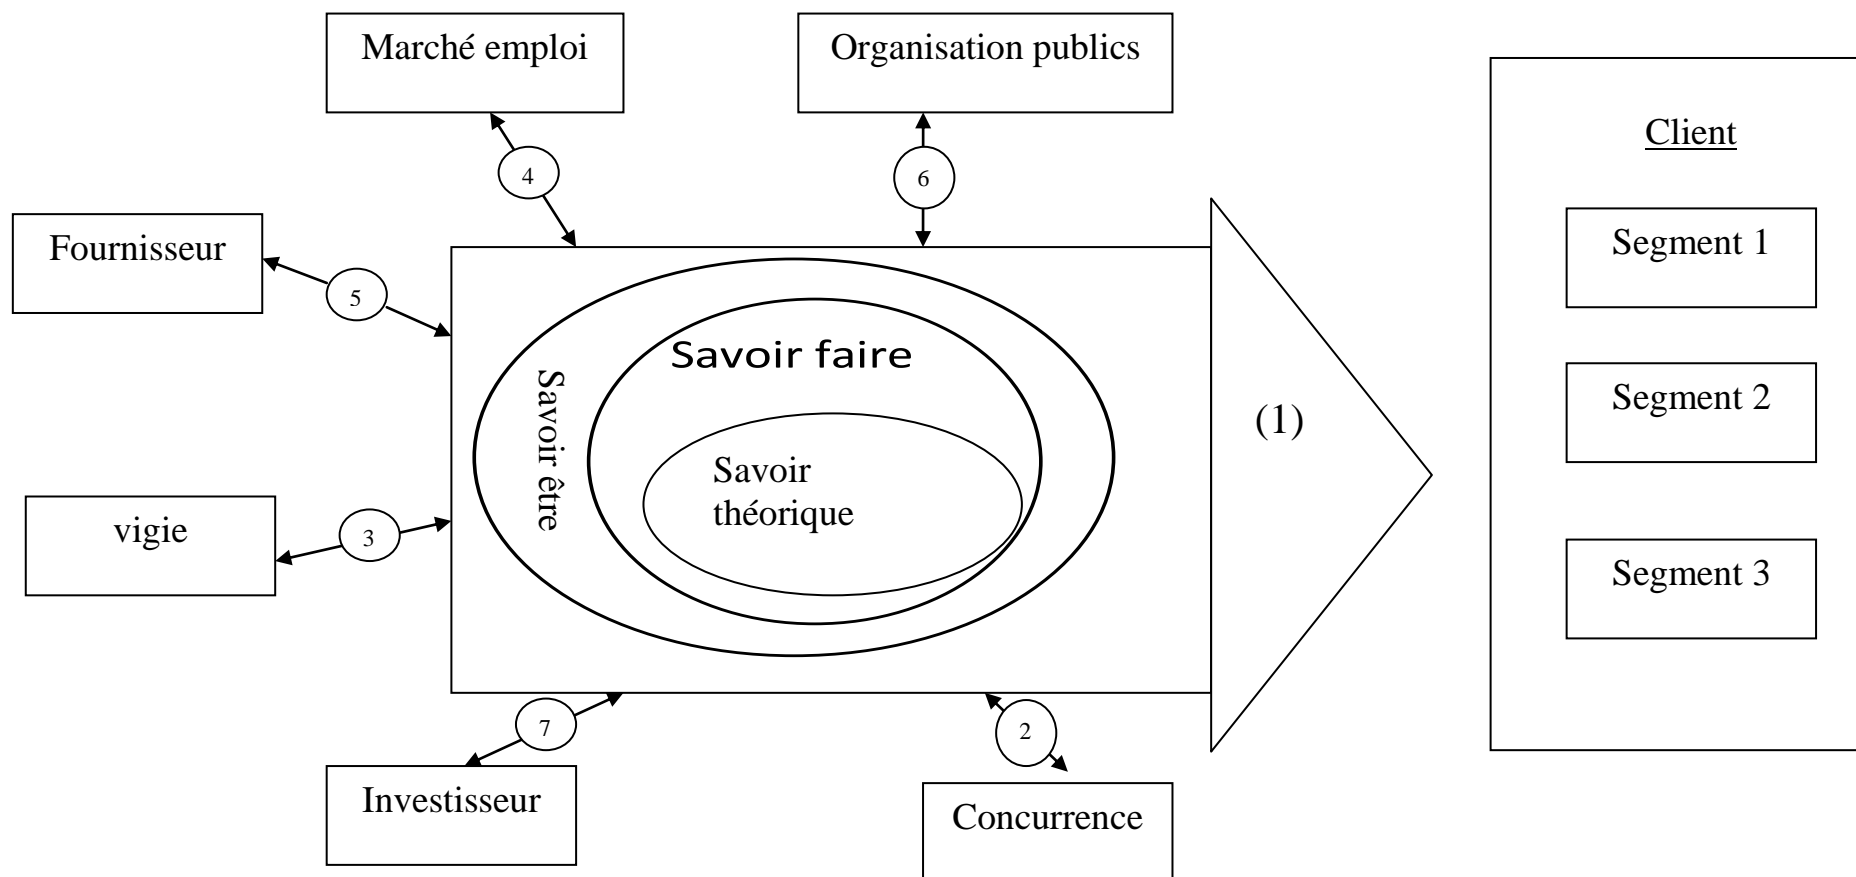 Marché emploi
Organisation publics
Client
4
6
Fournisseur
Segment 1
5
Savoir faire
Savoir être
Segment 2
(1)
Savoir
théorique
vigie
3
Segment 3
7
2
Investisseur
Concurrence